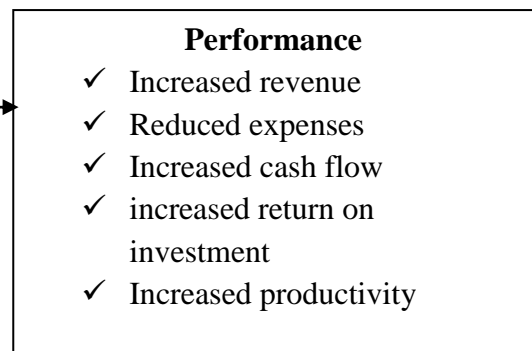 Performance
✓ Increased revenue
✓ Reduced expenses
✓ Increased cash flow
✓ increased return on
investment
✓ Increased productivity